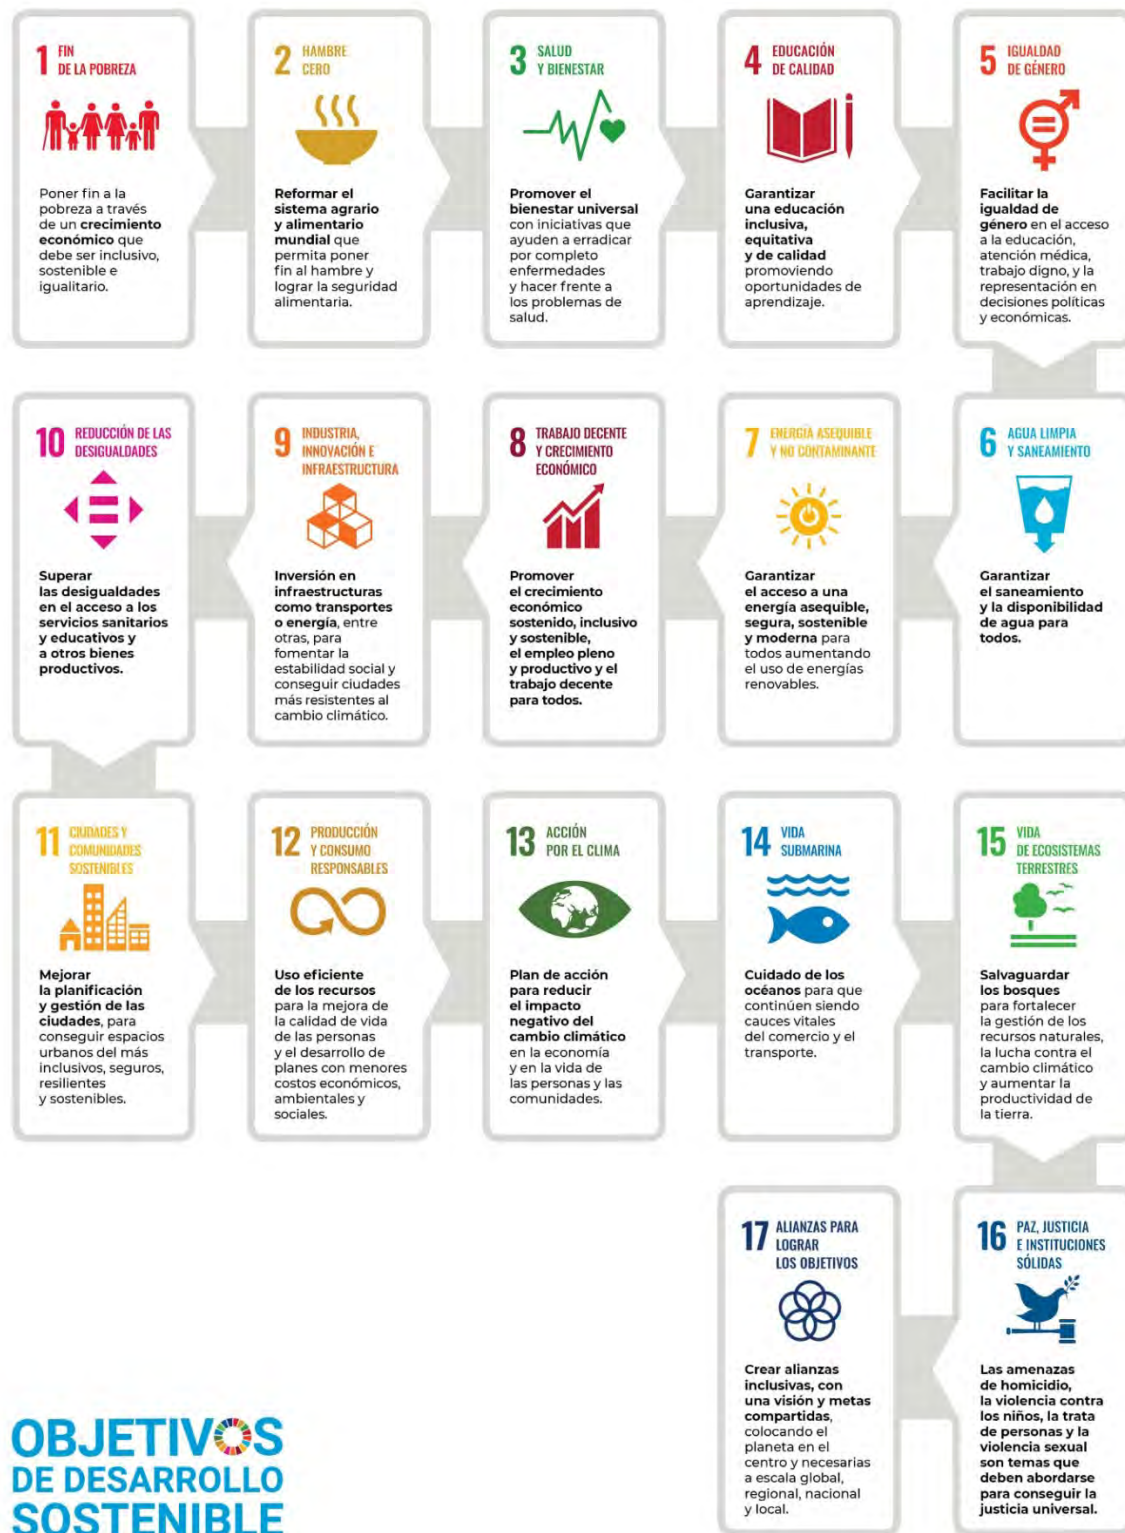 1 FIN
DE LA POBREZA
Poner fin a la
pobreza a través
de un crecimiento
económico que
debe ser inclusivo,
sostenible e
igualitario.
2 HAMBRE
CERO
Reformar el
sistema agrario
y alimentario
mundial que
permita poner
fin al hambre y
lograr la seguridad
alimentaria.
3 SALUD
Y BIENESTAR
Promover el
bienestar universal
con iniciativas que
ayuden a erradicar
por completo
enfermedades
y hacer frente a
los problemas de
salud.
4 EDUCACIÓN
DE CALIDAD
Garantizar
una educación
inclusiva,
equitativa
y de calidad
promoviendo
oportunidades de
aprendizaje.
5 IGUALDAD
DE GÉNERO
Facilitar la
igualdad de
género en el acceso
a la educación,
atención médica,
trabajo digno, y la
representación en
decisiones políticas
y económicas.
6 AGUA LIMPIA
Y SANEAMIENTO
Garantizar
el saneamiento
y la disponibilidad
de agua para
todos.
7 ENERGÍA ASEQUIBLE
Y NO CONTAMINANTE
Garantizar
el acceso a una
energía asequible,
segura, sostenible
y moderna para
todos aumentando
el uso de energías
renovables.
8 TRABAJO DECENTE
Y CRECIMIENTO
ECONÓMICO
Promover
el crecimiento
económico
sostenido, inclusivo
y sostenible,
el empleo pleno
y productivo y el
trabajo decente
para todos.
9 INDUSTRIA,
INNOVACIÓN E
INFRAESTRUCTURA
Inversión en
infraestructuras
como transportes
o energía, entre
otras, para
fomentar la
estabilidad social y
conseguir ciudades
más resistentes al
cambio climático.
10 REDUCCIÓN DE LAS
DESIGUALDADES
Superar
las desigualdades
en el acceso a los
servicios sanitarios
y educativos y
a otros bienes
productivos.
11 CIUDADES Y
COMUNIDADES
SOSTENIBLES
Mejorar
la planificación
y gestión de las
ciudades, para
conseguir espacios
urbanos del más
inclusivos, seguros,
resilientes
y sostenibles.
12 PRODUCCIÓN
Y CONSUMO
RESPONSABLES
Uso eficiente
de los recursos
para la mejora de
la calidad de vida
de las personas
y el desarrollo de
planes con menores
costos económicos,
ambientales y
sociales.
13 ACCIÓN
POR EL CLIMA
Plan de acción
para reducir
el impacto
negativo del
cambio climático
en la economía
y en la vida de
las personas y las
comunidades.
14 VIDA
SUBMARINA
Cuidado de los
océanos para que
continúen siendo
cauces vitales
del comercio y el
transporte.
15 VIDA
DE ECOSISTEMAS
TERRESTRES
Salvaguardar
los bosques
para fortalecer
la gestión de los
recursos naturales,
la lucha contra el
cambio climático
y aumentar la
productividad de
la tierra.
16 PAZ, JUSTICIA
E INSTITUCIONES
SÓLIDAS
Las amenazas
de homicidio,
la violencia contra
los niños, la trata
de personas y la
violencia sexual
son temas que
deben abordarse
para conseguir la
justicia universal.
17 ALIANZAS PARA
LOGRAR
LOS OBJETIVOS
Crear alianzas
inclusivas, con
una visión y metas
compartidas,
colocando el
planeta en el
centro y necesarias
a escala global,
regional, nacional
y local.
OBJETIVOS
DE DESARROLLO
SOSTENIBLE